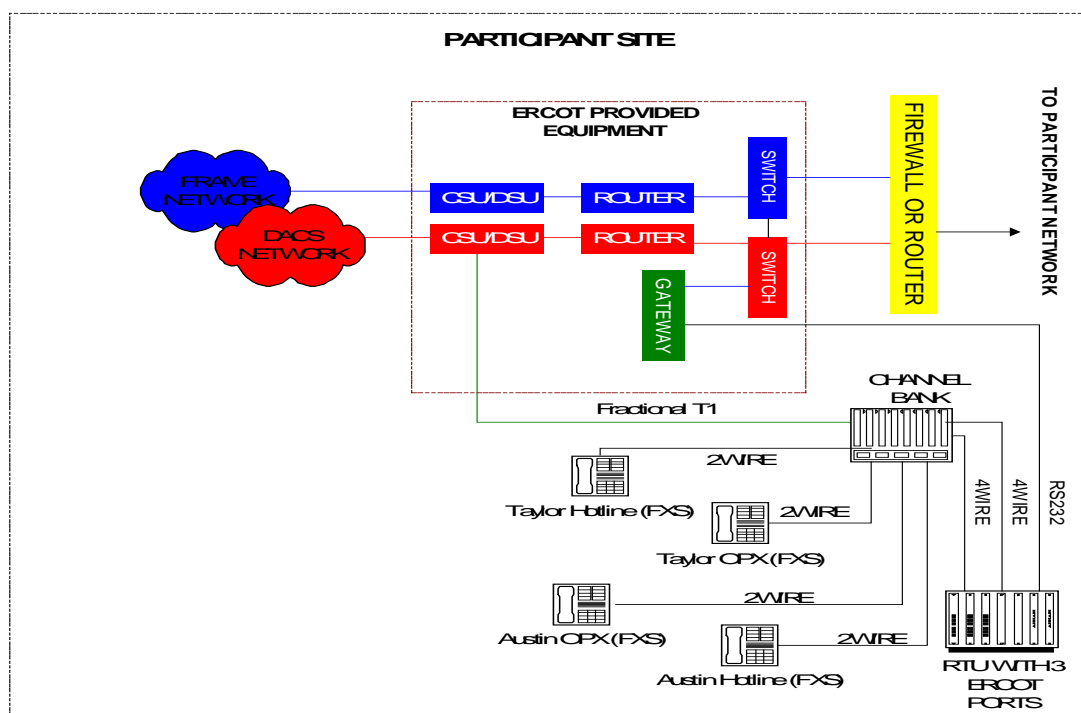 PARTICIPANT SITE
ERCOT PROVIDED
EQUIPMENT
TO PARTICIPANT NETWORK
FIREWALL OR ROUTER
SWITCH
FRAME
NETWORK
CSU/DSU
ROUTER
DACS
NETWORK
CSU/DSU
ROUTER
SWITCH
GATEWAY
CHANNEL
BANK
Fractional T1
2WIRE
Taylor Hotline (FXS)
2WIRE
Taylor OPX (FXS)
4WIRE
4WIRE
RS232
2WIRE
Austin OPX (FXS)
2WIRE
Austin Hotline (FXS)
RTU WITH 3
ERCOT
PORTS